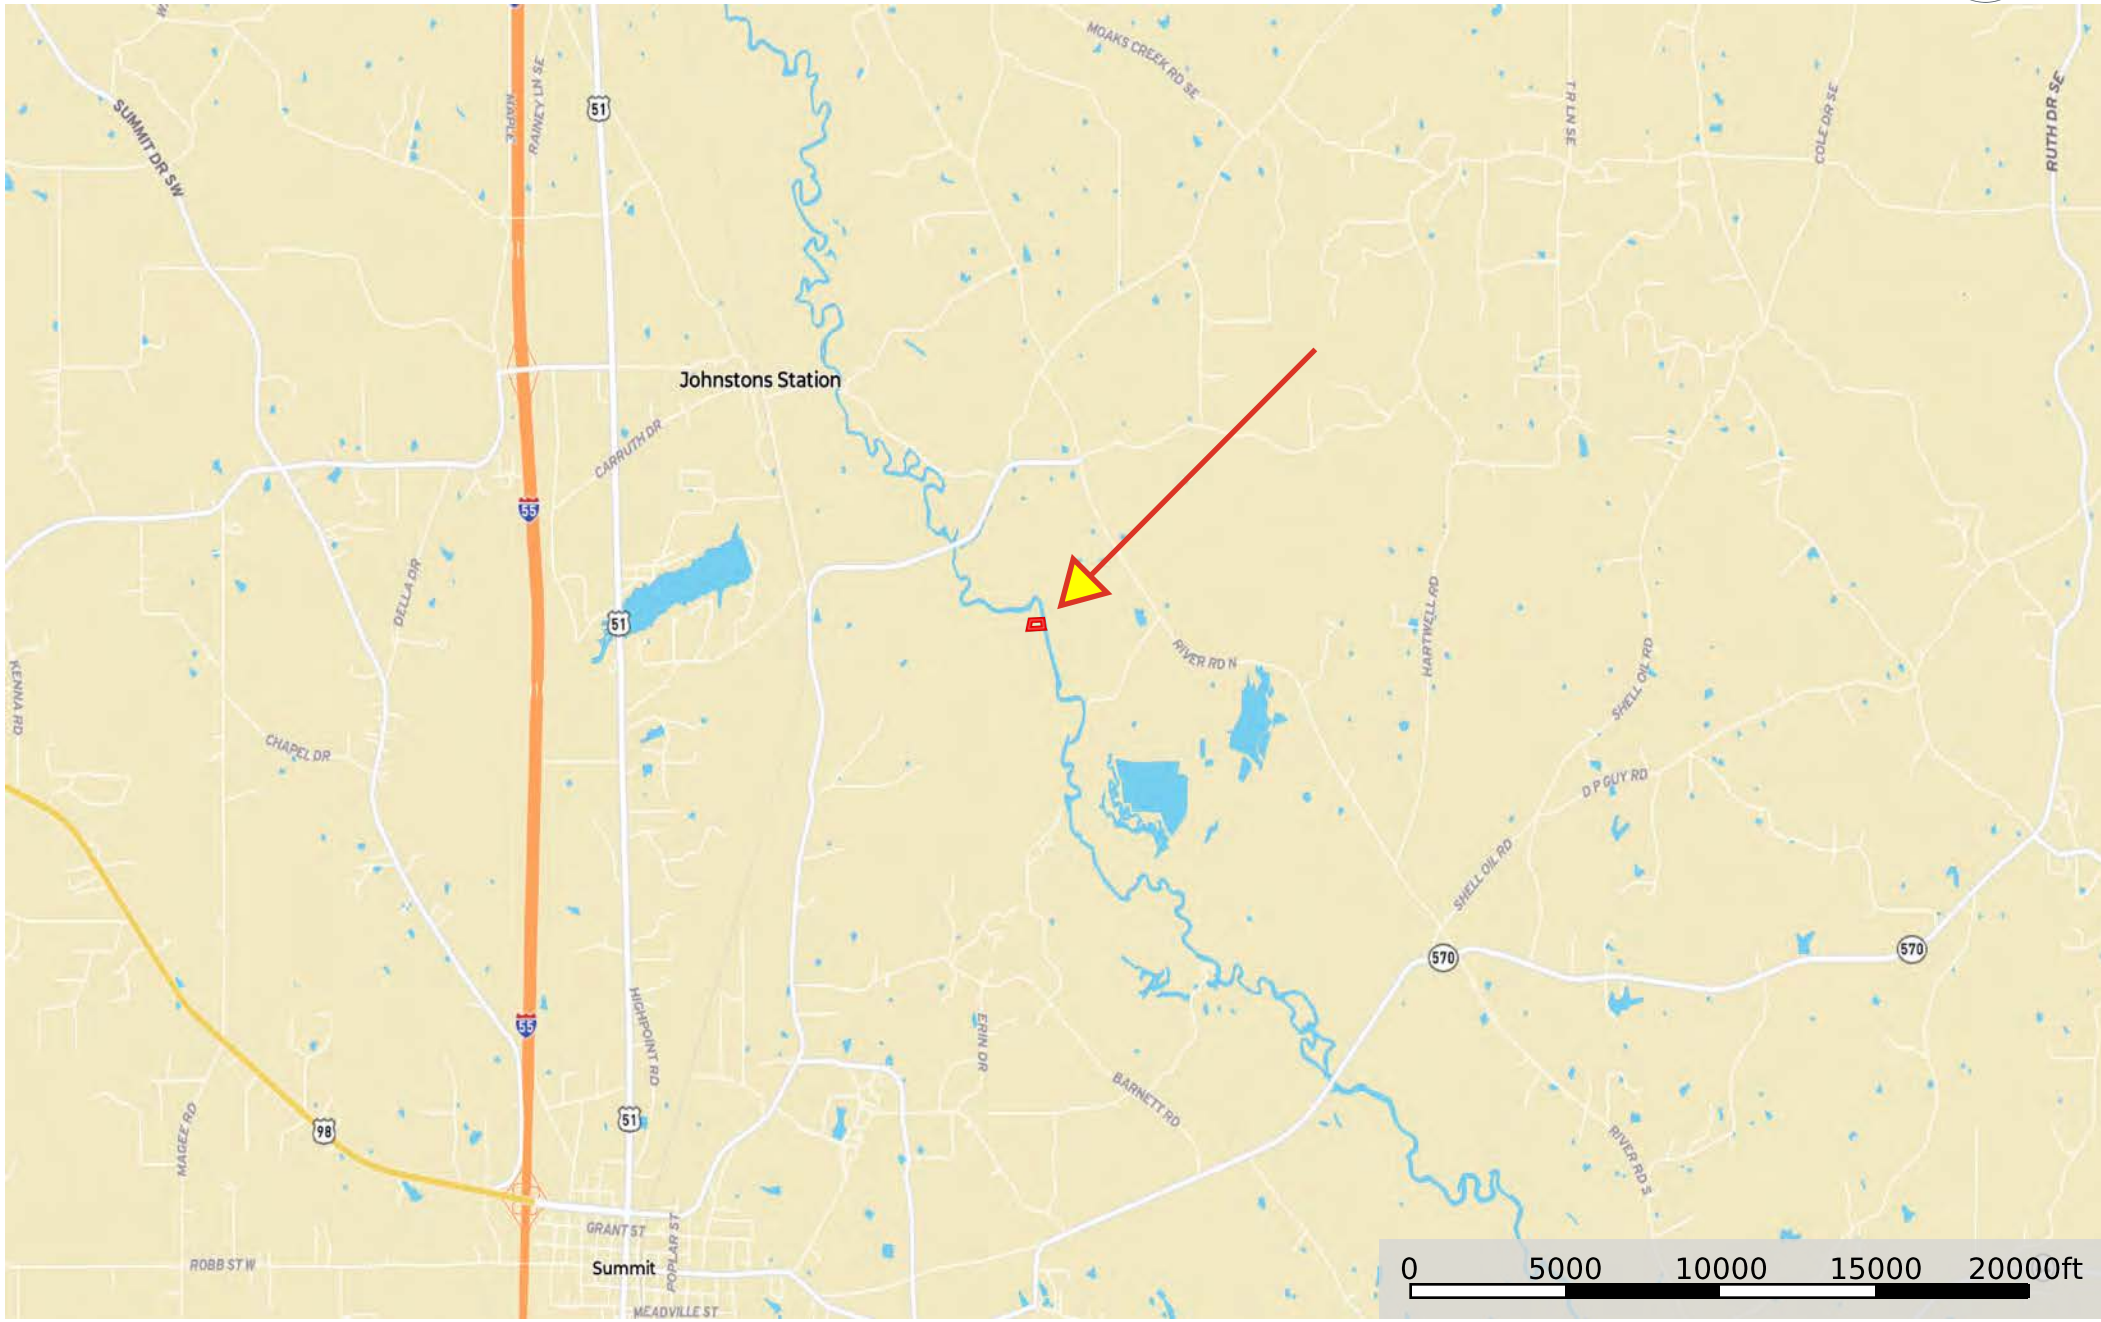 MOAKS CREEK RD SE
51
MAPLE
RAINEY LN SE
T R LN SE
COLE DR SE
RUTH DR SE
SUMMIT DR SW
Johnstons Station
CARRUTH DR
55
DELLA DR
51
HARTWELL RD
RIVER RD N
SHELL OIL RD
KENNA RD
CHAPEL DR
D P GUY RD
SHELL OIL RD
570
570
55
HIGHPOINT RD
ERIN DR
BARNETT RD
MAGEE RD
98
51
RIVER RD S
GRANT ST
POPLAR ST
ROBB ST W
Summit
MEADVILLE ST
0 5000 10000 15000 20000ft